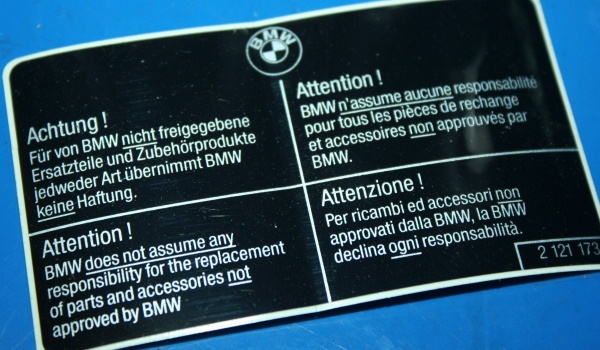 BMW
Achtung !
Für von BMW nicht freigegebene
Ersatzteile und Zubehörprodukte
jedweder Art übernimmt BMW
keine Haftung.
Attention !
BMW n'assume aucune responsabilité
pour tous les pièces de rechange
et accessoires non approuvés par
BMW.
Attention !
BMW does not assume any
responsibility for the replacement
of parts and accessories not
approved by BMW
Attenzione !
Per ricambi ed accessori non
approvati dalla BMW, la BMW
declina ogni responsabilità.
2 121 173